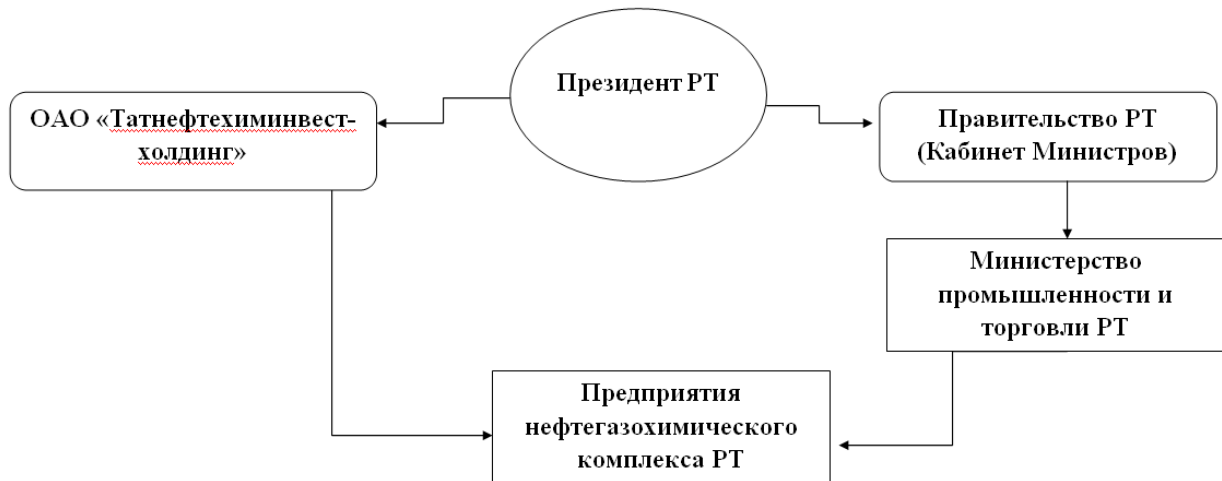 Президент РТ
ОАО «Татнефтехиминвест-
холдинг»
Правительство РТ
(Кабинет Министров)
Министерство
промышленности и
торговли РТ
Предприятия
нефтегазохимического
комплекса РТ